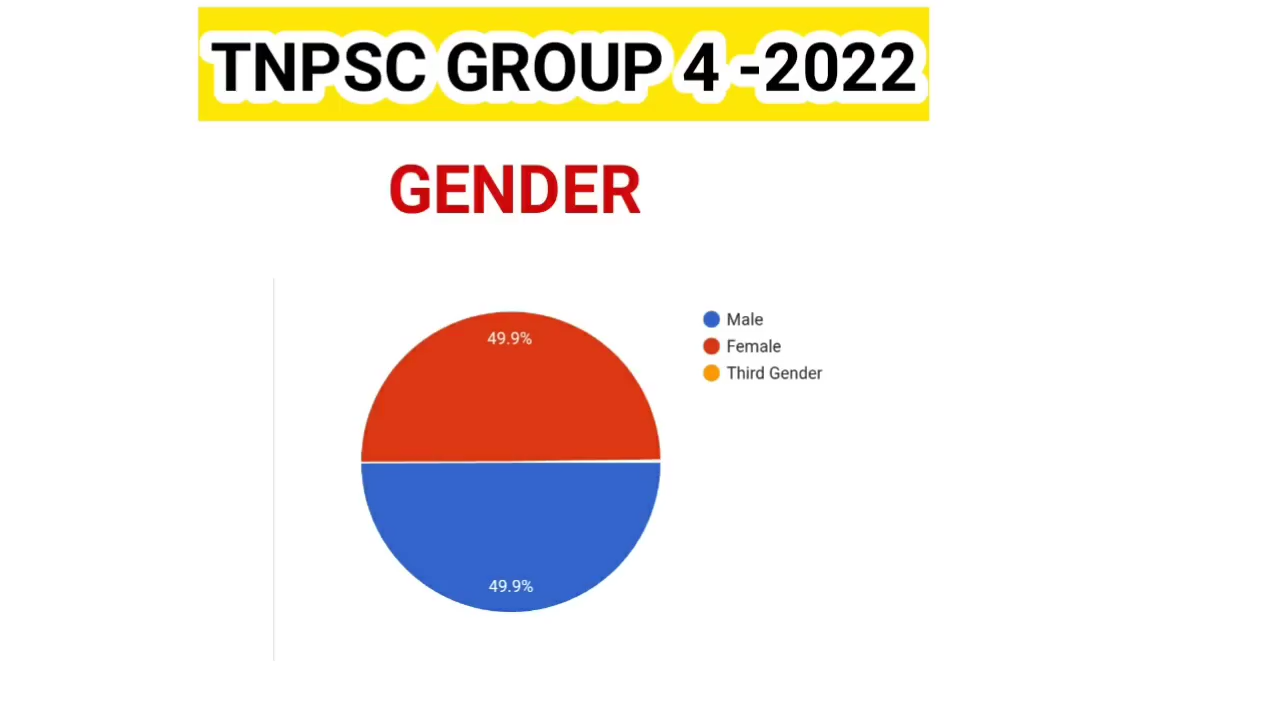 TNPSC GROUP 4 -2022
GENDER
49.9%
Male
Female
Third Gender
49.9%